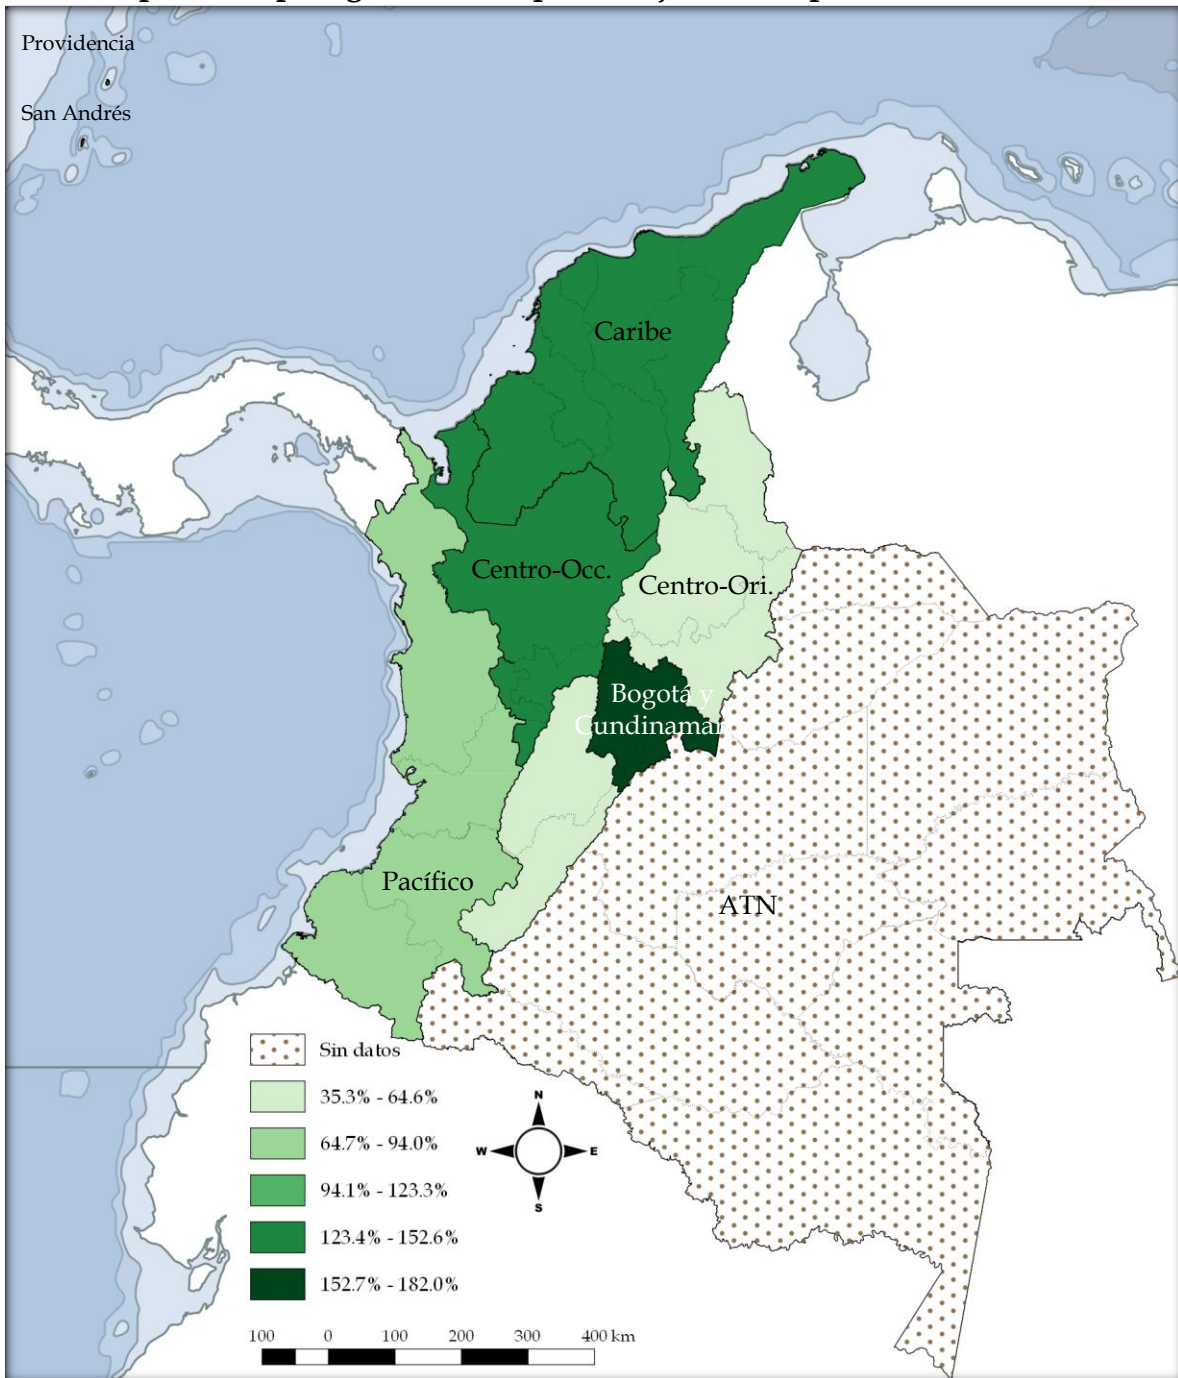 Providencia
San Andrés
Caribe
Centro-Occ.
Centro-Ori.
Bogotá y
Cundinamar
Pacífico
ATN
Sin datos
35.3% - 64.6%
64.7% - 94.0%
94.1% - 123.3%
123.4% - 152.6%
152.7% - 182.0%
N
W E
S
100 0 100 200 300 400 km